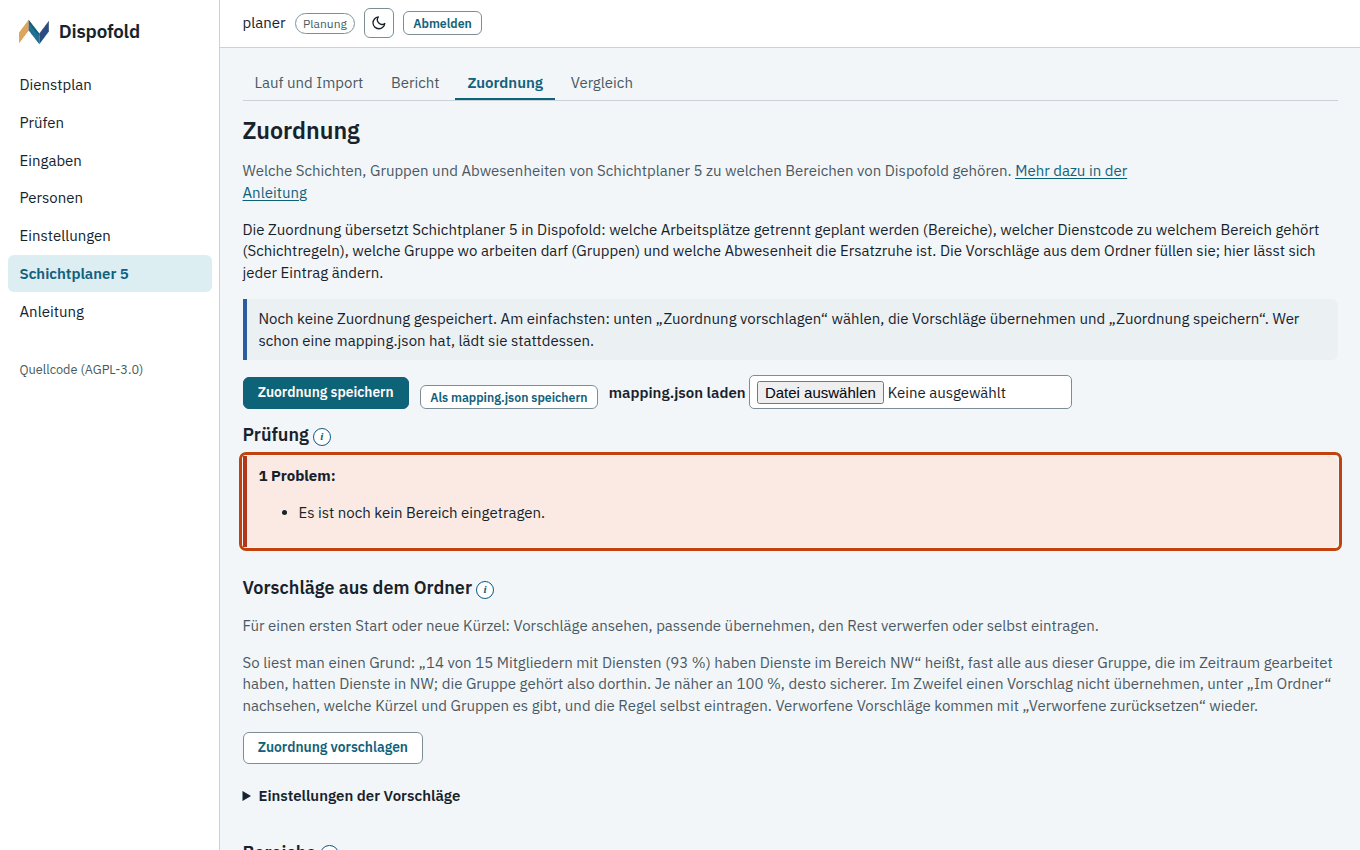 Dispofold
Dienstplan
Prüfen
Eingaben
Personen
Einstellungen
Schichtplaner 5
Anleitung
Quellcode (AGPL-3.0)
planer Planung Abmelden
Lauf und Import Bericht Zuordnung Vergleich
Zuordnung
Welche Schichten, Gruppen und Abwesenheiten von Schichtplaner 5 zu welchen Bereichen von Dispofold gehören. Mehr dazu in der
Anleitung
Die Zuordnung übersetzt Schichtplaner 5 in Dispofold: welche Arbeitsplätze getrennt geplant werden (Bereiche), welcher Dienstcode zu welchem Bereich gehört
(Schichtregeln), welche Gruppe wo arbeiten darf (Gruppen) und welche Abwesenheit die Ersatzruhe ist. Die Vorschläge aus dem Ordner füllen sie; hier lässt sich
jeder Eintrag ändern.
Noch keine Zuordnung gespeichert. Am einfachsten: unten „Zuordnung vorschlagen“ wählen, die Vorschläge übernehmen und „Zuordnung speichern“. Wer
schon eine mapping.json hat, lädt sie stattdessen.
Zuordnung speichern Als mapping.json speichern mapping.json laden Datei auswählen Keine ausgewählt
Prüfung i
1 Problem:
• Es ist noch kein Bereich eingetragen.
Vorschläge aus dem Ordner i
Für einen ersten Start oder neue Kürzel: Vorschläge ansehen, passende übernehmen, den Rest verwerfen oder selbst eintragen.
So liest man einen Grund: „14 von 15 Mitgliedern mit Diensten (93 %) haben Dienste im Bereich NW“ heißt, fast alle aus dieser Gruppe, die im Zeitraum gearbeitet
haben, hatten Dienste in NW; die Gruppe gehört also dorthin. Je näher an 100 %, desto sicherer. Im Zweifel einen Vorschlag nicht übernehmen, unter „Im Ordner“
nachsehen, welche Kürzel und Gruppen es gibt, und die Regel selbst eintragen. Verworfene Vorschläge kommen mit „Verworfene zurücksetzen“ wieder.
Zuordnung vorschlagen
Einstellungen der Vorschläge
Bereiche